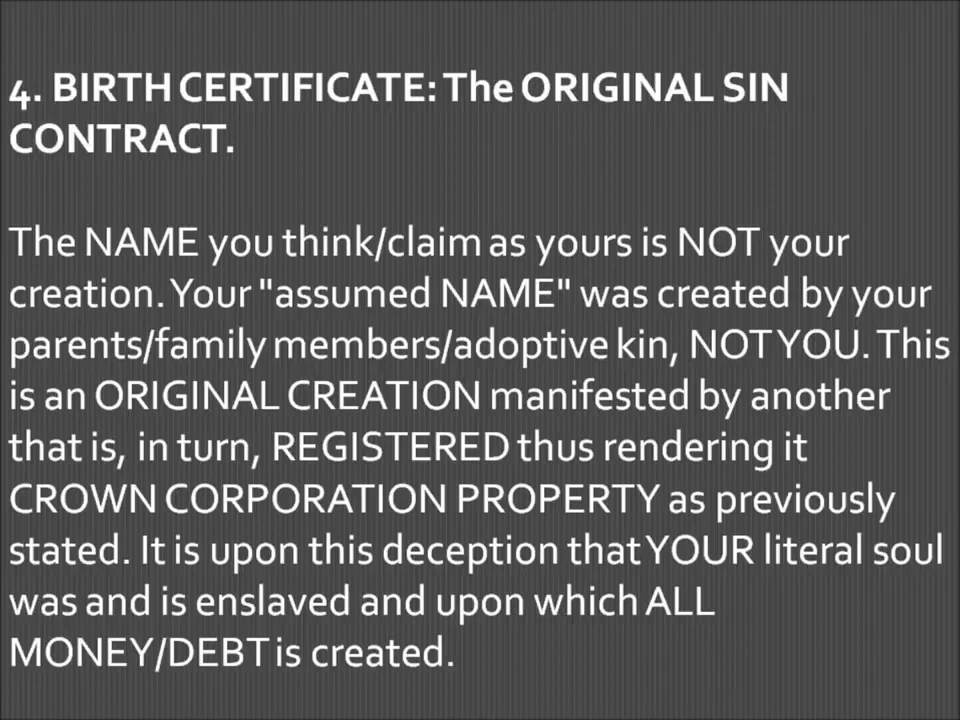 4. BIRTH CERTIFICATE: The ORIGINAL SIN
CONTRACT.
The NAME you think/claim as yours is NOT your
creation. Your "assumed NAME" was created by your
parents/family members/adoptive kin, NOT YOU. This
is an ORIGINAL CREATION manifested by another
that is, in turn, REGISTERED thus rendering it
CROWN CORPORATION PROPERTY as previously
stated. It is upon this deception that YOUR literal soul
was and is enslaved and upon which ALL
MONEY/DEBT is created.